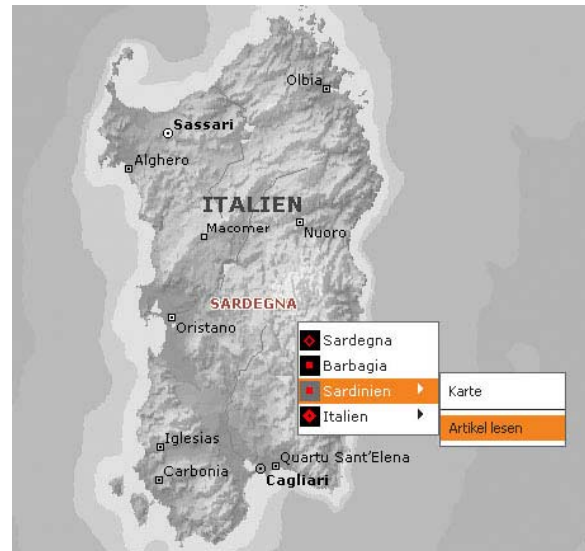 Olbia
Sassari
Alghero
ITALIEN
Macomer
Nuoro
SARDEGNA
Oristano
Sardegna
Barbagia
Sardinien
Karte
Italien
Artikel lesen
Iglesias
Quartu Sant'Elena
Carbonia
Cagliari